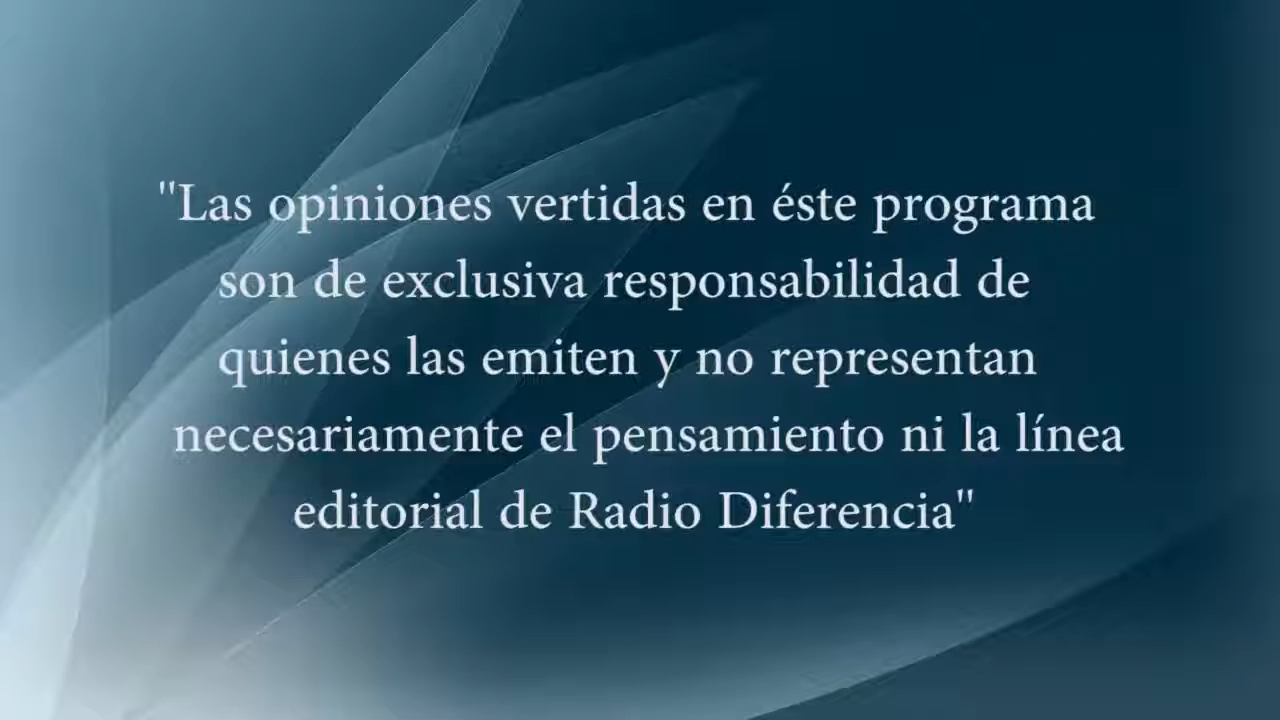 "Las opiniones vertidas en éste programa
son de exclusiva responsabilidad de
quienes las emiten y no representan
necesariamente el pensamiento ni la línea
editorial de Radio Diferencia"